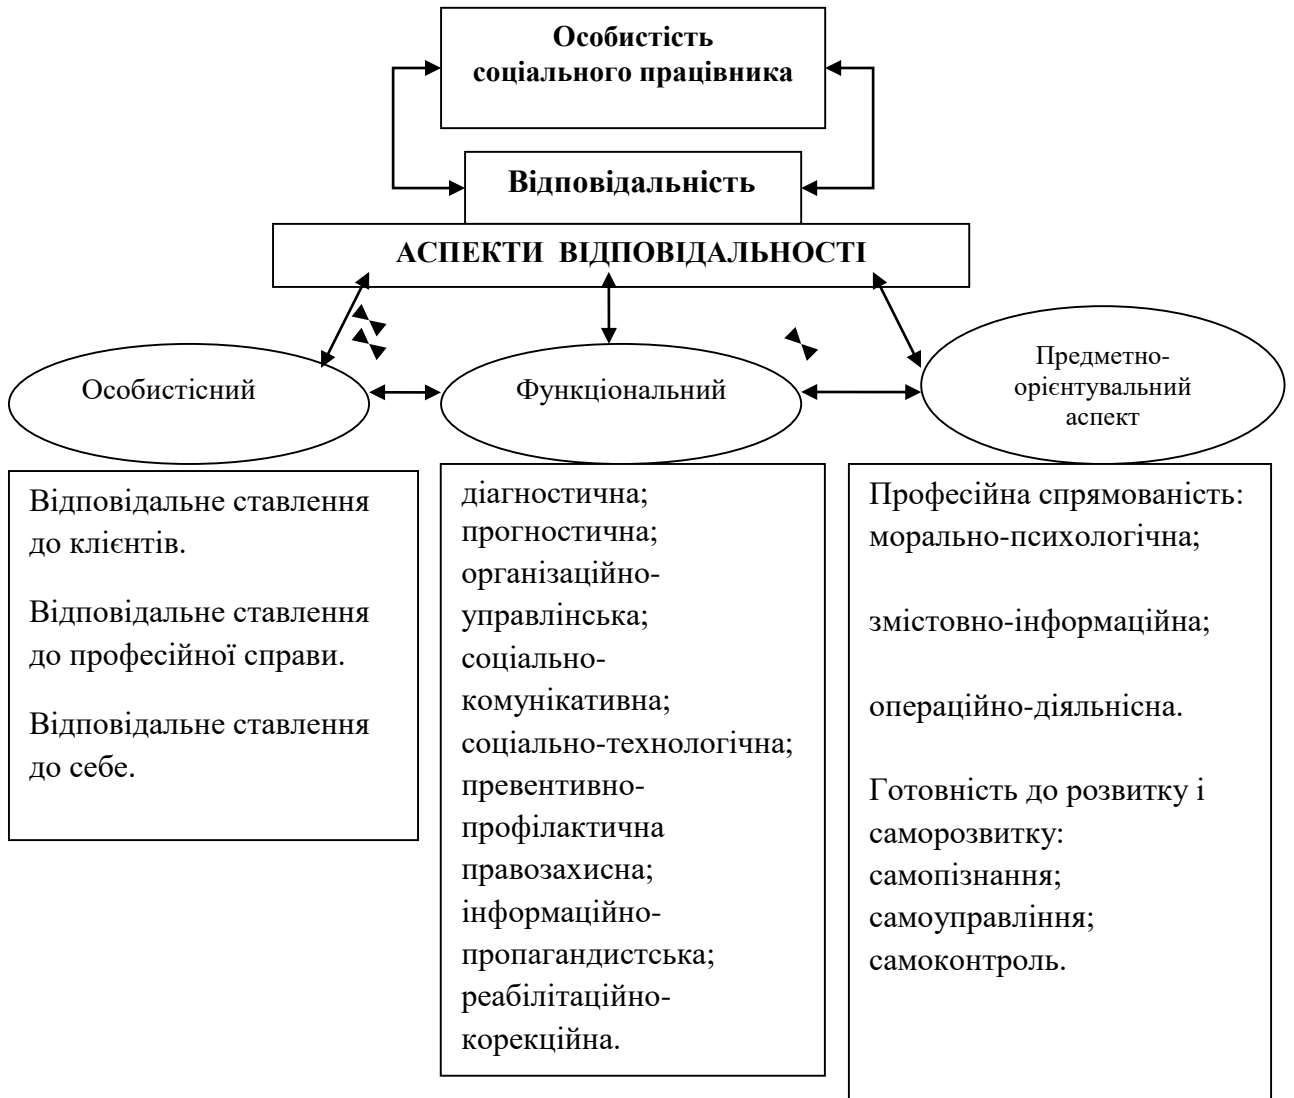 Особистість
соціального працівника
Відповідальність
АСПЕКТИ ВІДПОВІДАЛЬНОСТІ
Особистісний
Функціональний
Предметно-
орієнтувальний
аспект
Відповідальне ставлення
до клієнтів.
Відповідальне ставлення
до професійної справи.
Відповідальне ставлення
до себе.
діагностична;
прогностична;
організаційно-
управлінська;
соціально-
комунікативна;
соціально-технологічна;
превентивно-
профілактична
правозахисна;
інформаційно-
пропагандистська;
реабілітаційно-
корекційна.
Професійна спрямованість:
морально-психологічна;
змістовно-інформаційна;
операційно-діяльнісна.
Готовність до розвитку і
саморозвитку:
самопізнання;
самоуправління;
самоконтроль.